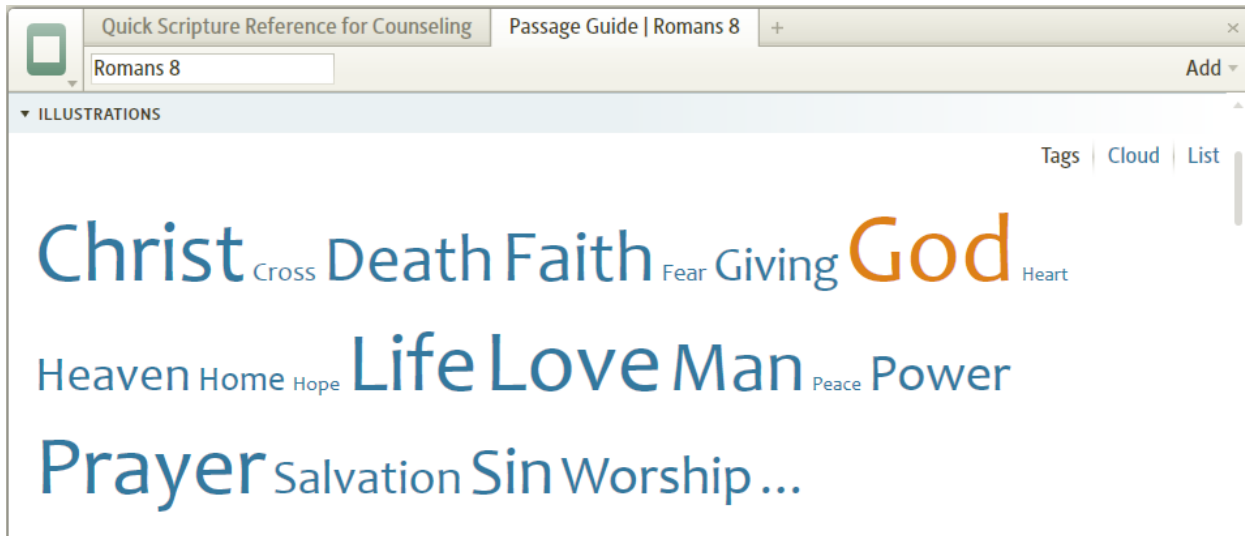 Quick Scripture Reference for Counseling Passage Guide | Romans 8 + ×
Romans 8 Add
ILLUSTRATIONS
Tags Cloud List
Christ Cross Death Faith Fear Giving God Heart
Heaven Home Hope Life Love Man Peace Power
Prayer Salvation Sin Worship ...